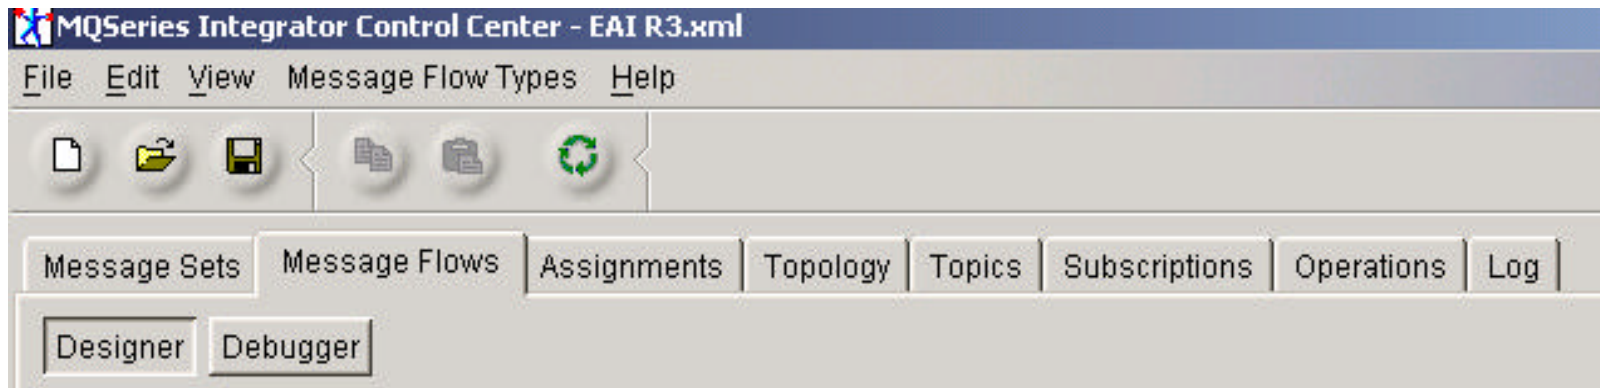 MQSeries Integrator Control Center - EAI R3.xml
File Edit View Message Flow Types Help
Message Sets Message Flows Assignments Topology Topics Subscriptions Operations Log
Designer Debugger